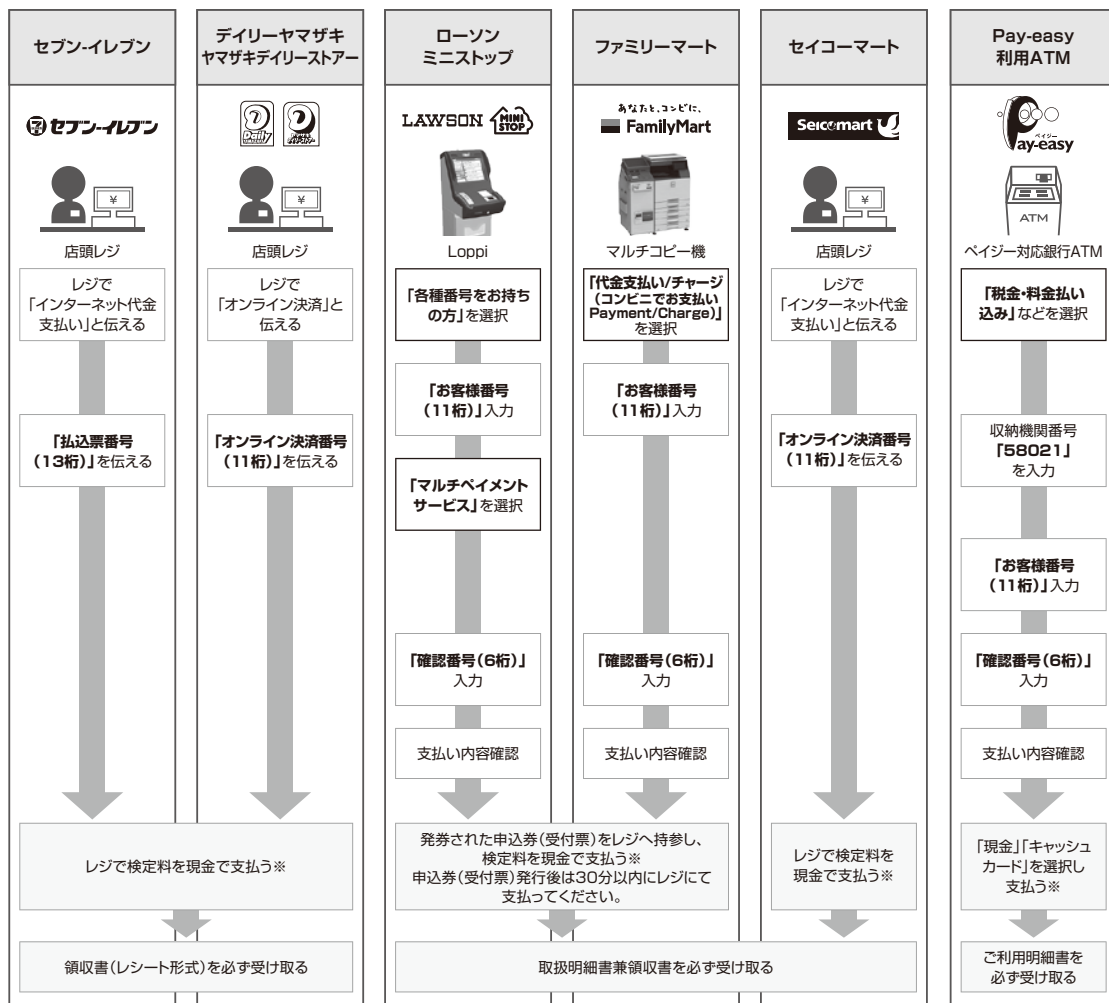 セブン-イレブン
セブン-イレブン
¥
店頭レジ
レジで
「インターネット代金
支払い」と伝える
「払込票番号
(13桁)」を伝える
デイリーヤマザキ
ヤマザキデイリーストアー
Daily
¥
店頭レジ
レジで
「オンライン決済」と
伝える
「オンライン決済番号
(11桁)」を伝える
レジで検定料を現金で支払う※
領収書(レシート形式)を必ず受け取る
ローソン
ミニストップ
LAWSON
MINI
STOP
Loppi
「各種番号をお持ち
の方」を選択
「お客様番号
(11桁)」入力
「マルチペイメント
サービス」を選択
「確認番号(6桁)」
入力
支払い内容確認
ファミリーマート
あなたと、コンビに、
FamilyMart
マルチコピー機
「代金支払い/チャージ
(コンビニでお支払い
Payment/Charge)」
を選択
「お客様番号
(11桁)」入力
「確認番号(6桁)」
入力
支払い内容確認
発券された申込券(受付票)をレジへ持参し、
検定料を現金で支払う※
申込券(受付票)発行後は30分以内にレジにて
支払ってください。
セイコーマート
Seicomart
¥
店頭レジ
レジで
「インターネット代金
支払い」と伝える
「オンライン決済番号
(11桁)」を伝える
レジへ検定料を
現金で支払う※
取扱明細書兼領収書を必ず受け取る
Pay-easy
利用ATM
ペイジー
Pay-easy
ATM
ペイジー対応銀行ATM
「税金・料金払い
込み」などを選択
収納機関番号
「58021」
を入力
「お客様番号
(11桁)」入力
「確認番号(6桁)」
入力
支払い内容確認
「現金」「キャッシュ
カード」を選択し
支払う※
ご利用明細書を
必ず受け取る